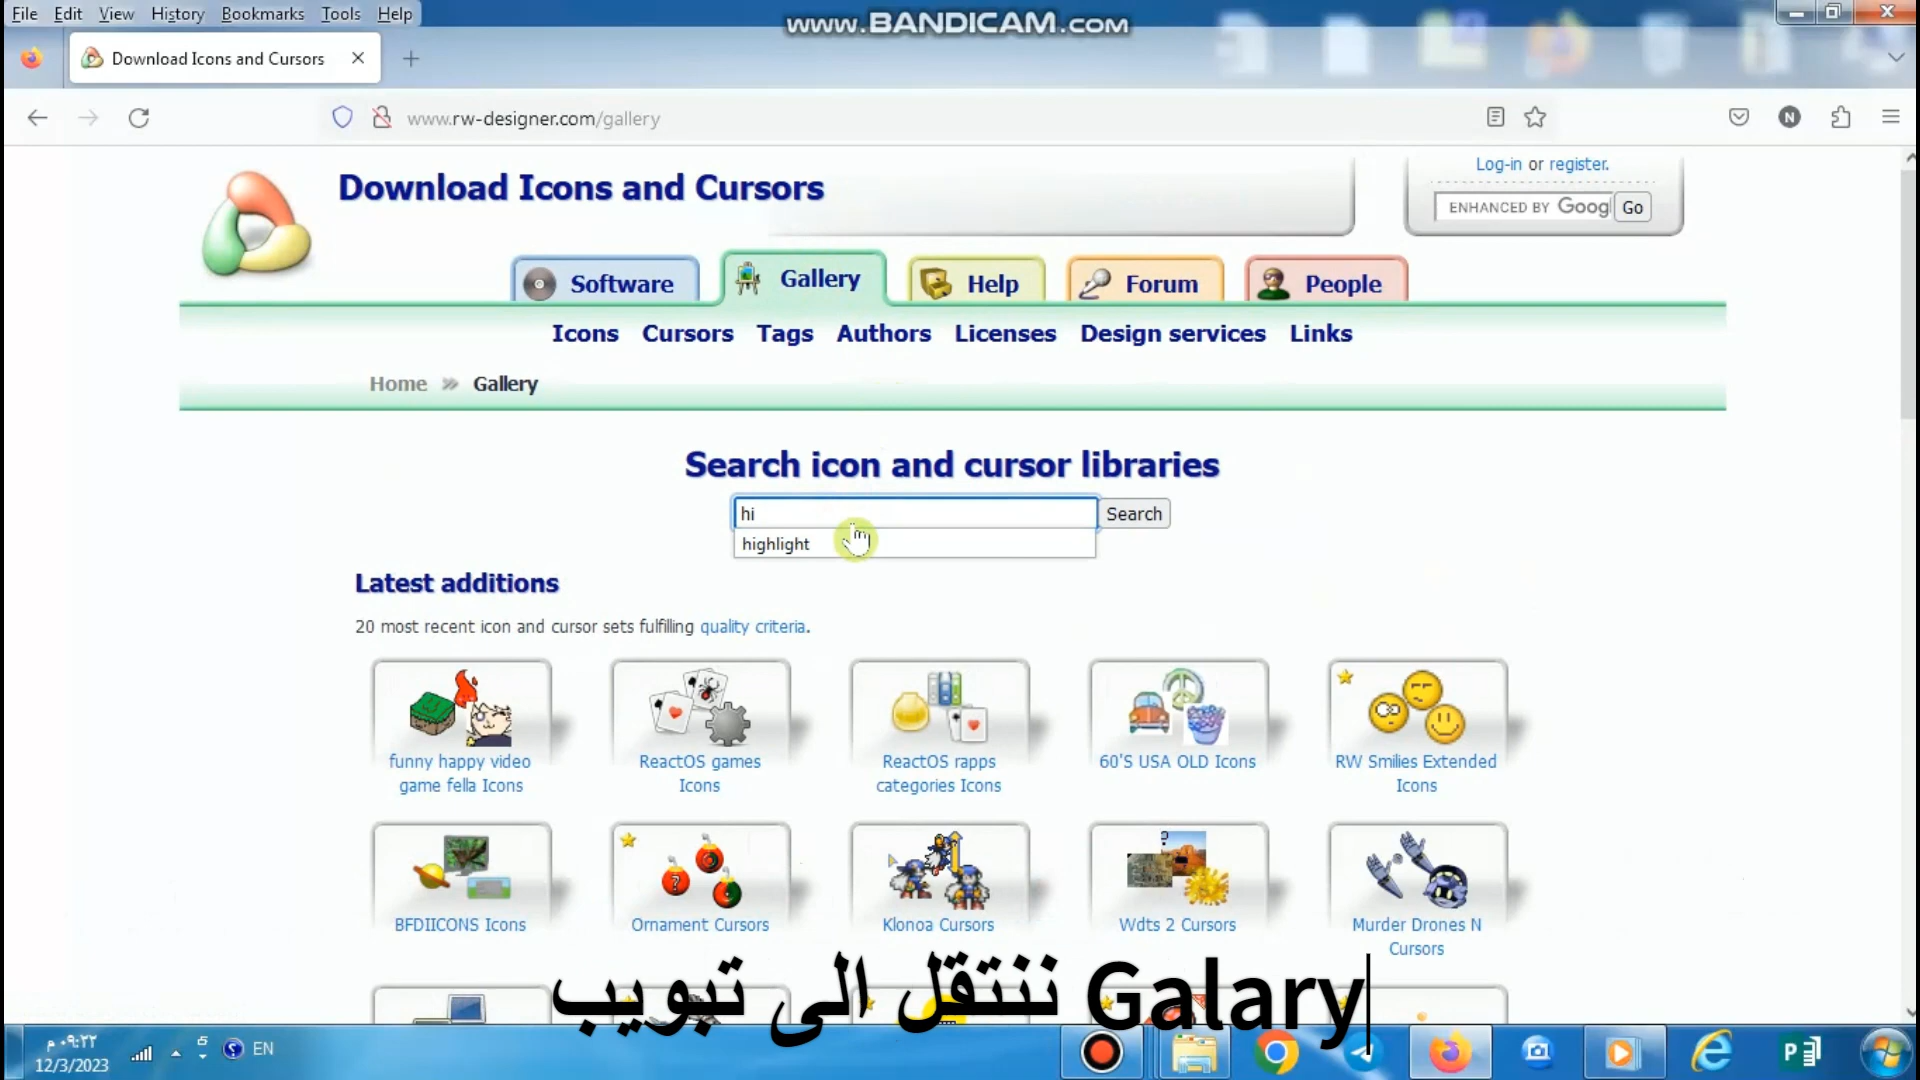 File Edit View History Bookmarks Tools Help
www.BANDICAM.com
Download Icons and Cursors
www.rw-designer.com/gallery
N
Log-in or register.
Download Icons and Cursors
ENHANCED BY Goog Go
Software Gallery Help Forum People
Icons Cursors Tags Authors Licenses Design services Links
Home » Gallery
Search icon and cursor libraries
hi Search
highlight
Latest additions
20 most recent icon and cursor sets fulfilling quality criteria.
funny happy video game fella Icons
ReactOS games Icons
ReactOS rapps categories Icons
60'S USA OLD Icons
RW Smilies Extended Icons
BFDIICONS Icons
Ornament Cursors
Klonoa Cursors
Wdts 2 Cursors
Murder Drones N Cursors
ننتقل الى تبويب Galary
٠٩:٢٢ م
12/3/2023
EN